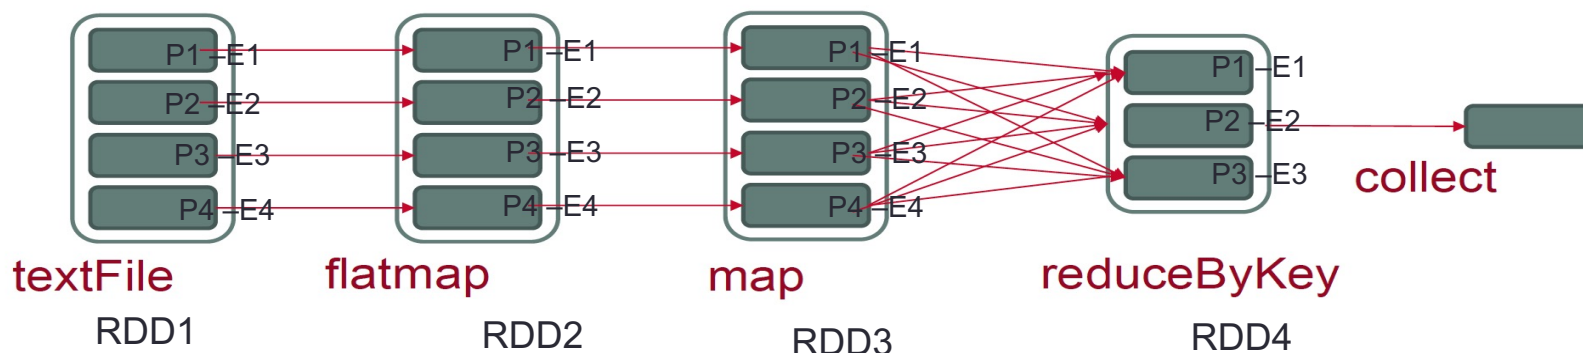 P1 –E1
P2 –E2
P3 –E3
P4 –E4
textFile
RDD1
P1 –E1
P2 –E2
P3 –E3
P4 –E4
flatmap
RDD2
P1 –E1
P2 –E2
P3 –E3
P4 –E4
map
RDD3
P1 –E1
P2 –E2
P3 –E3
reduceByKey
RDD4
collect